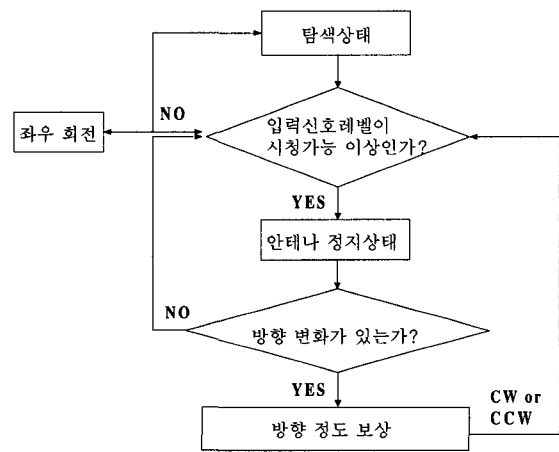 탐색상태
NO
좌우 회전
입력신호레벨이
시청가능 이상인가?
YES
안테나 정지상태
NO
방향 변화가 있는가?
YES
방향 정도 보상
CW or
CCW